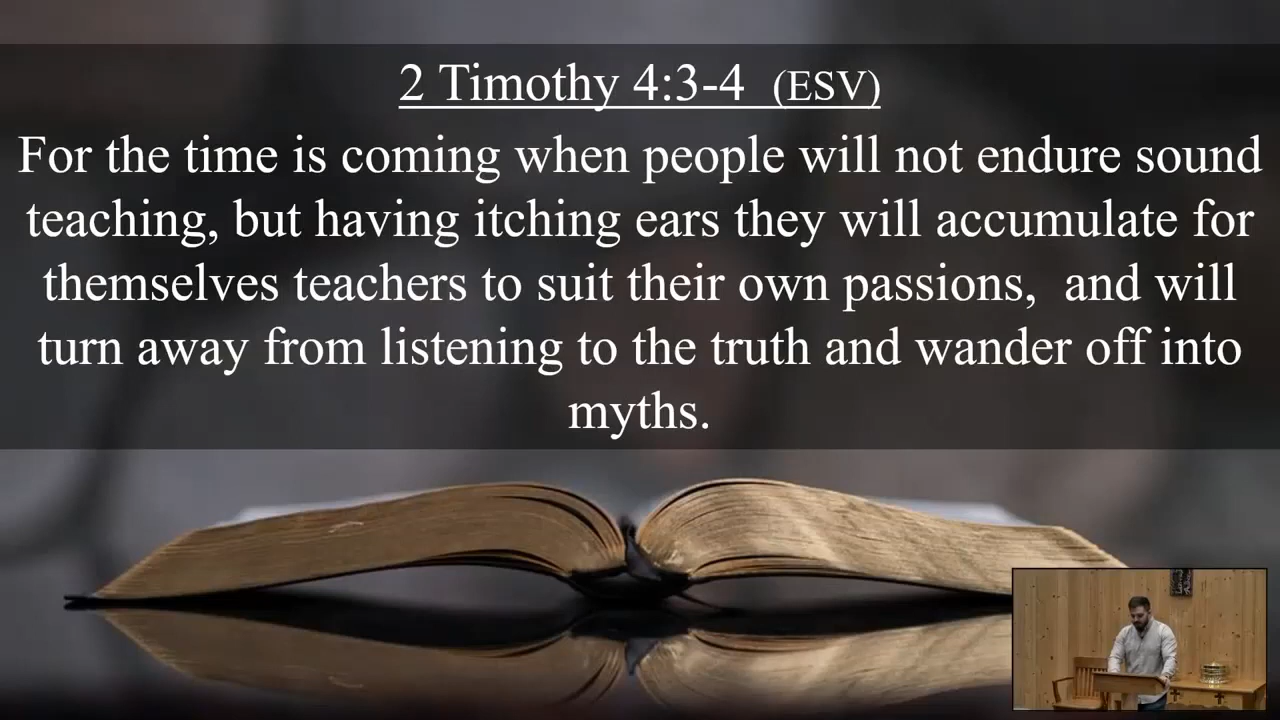 2 Timothy 4:3-4  (ESV)
For the time is coming when people will not endure sound
teaching, but having itching ears they will accumulate for
themselves teachers to suit their own passions,  and will
turn away from listening to the truth and wander off into
myths.